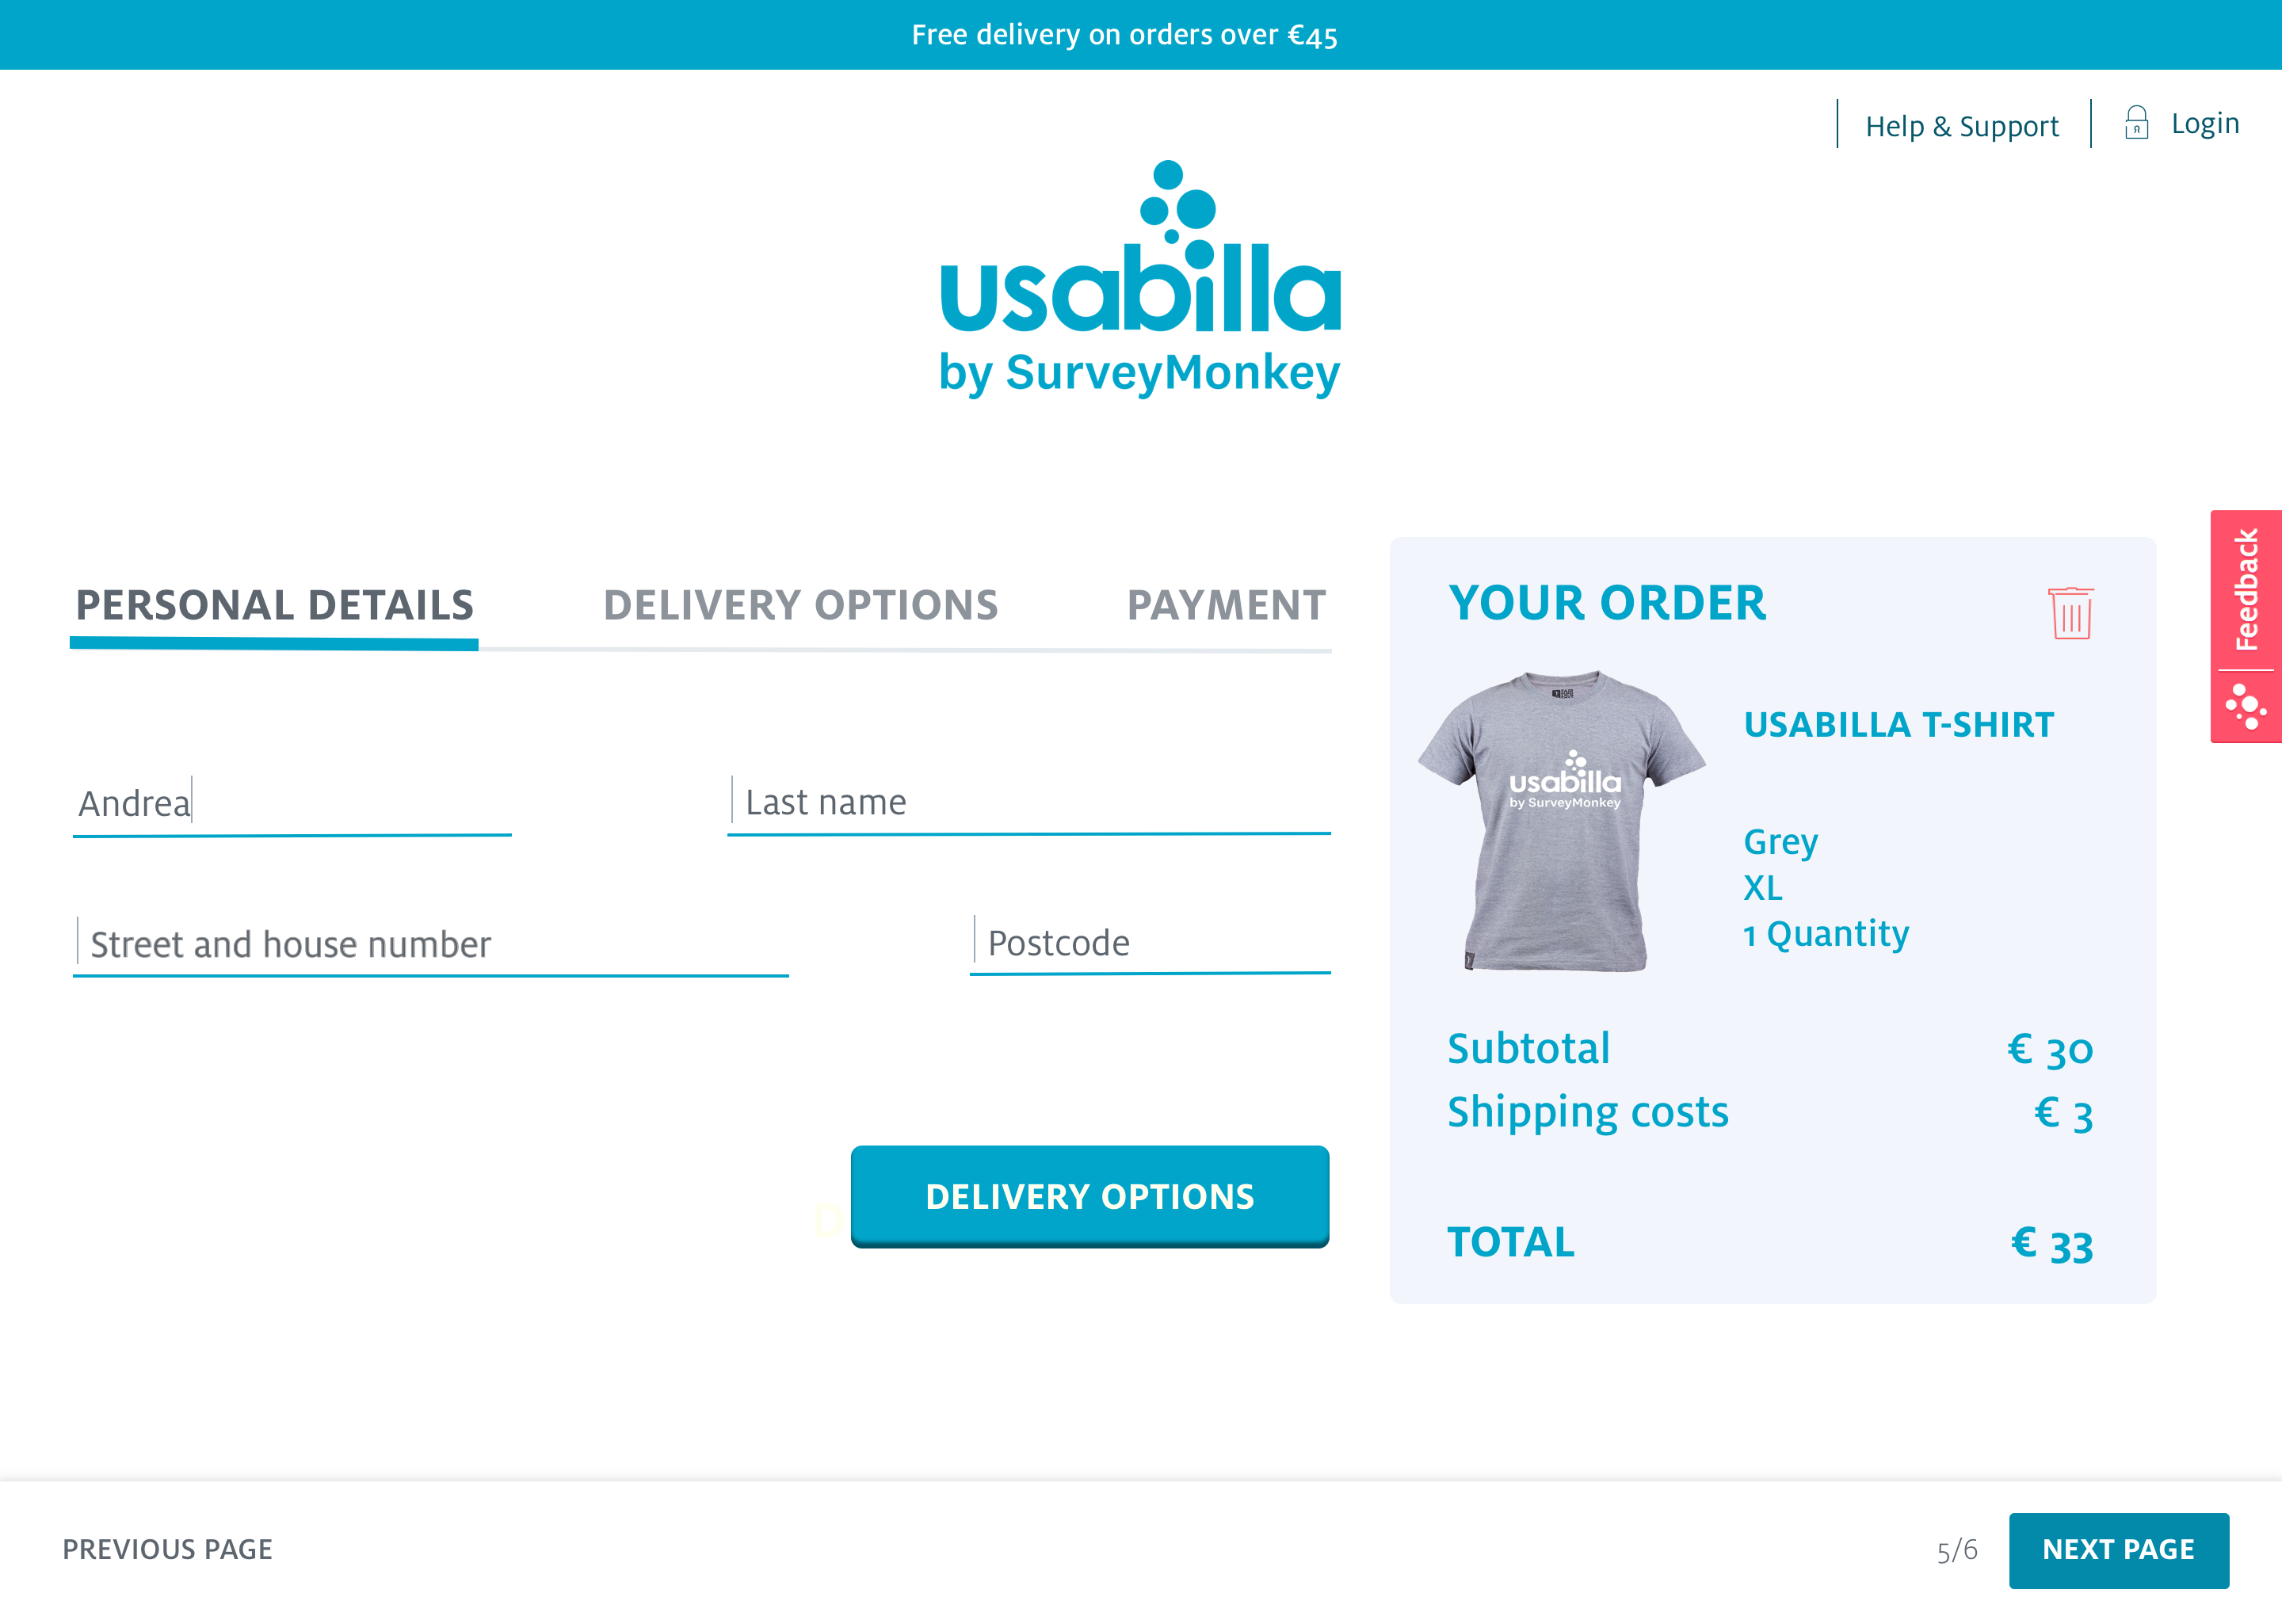 Free delivery on orders over €45
Help & Support
Login
usabilla
by SurveyMonkey
PERSONAL DETAILS
DELIVERY OPTIONS
PAYMENT
Andrea
Last name
Street and house number
Postcode
DELIVERY OPTIONS
YOUR ORDER
usabilla
by SurveyMonkey
USABILLA T-SHIRT
Grey
XL
1 Quantity
Subtotal € 30
Shipping costs € 3
TOTAL € 33
Feedback
PREVIOUS PAGE
5/6
NEXT PAGE